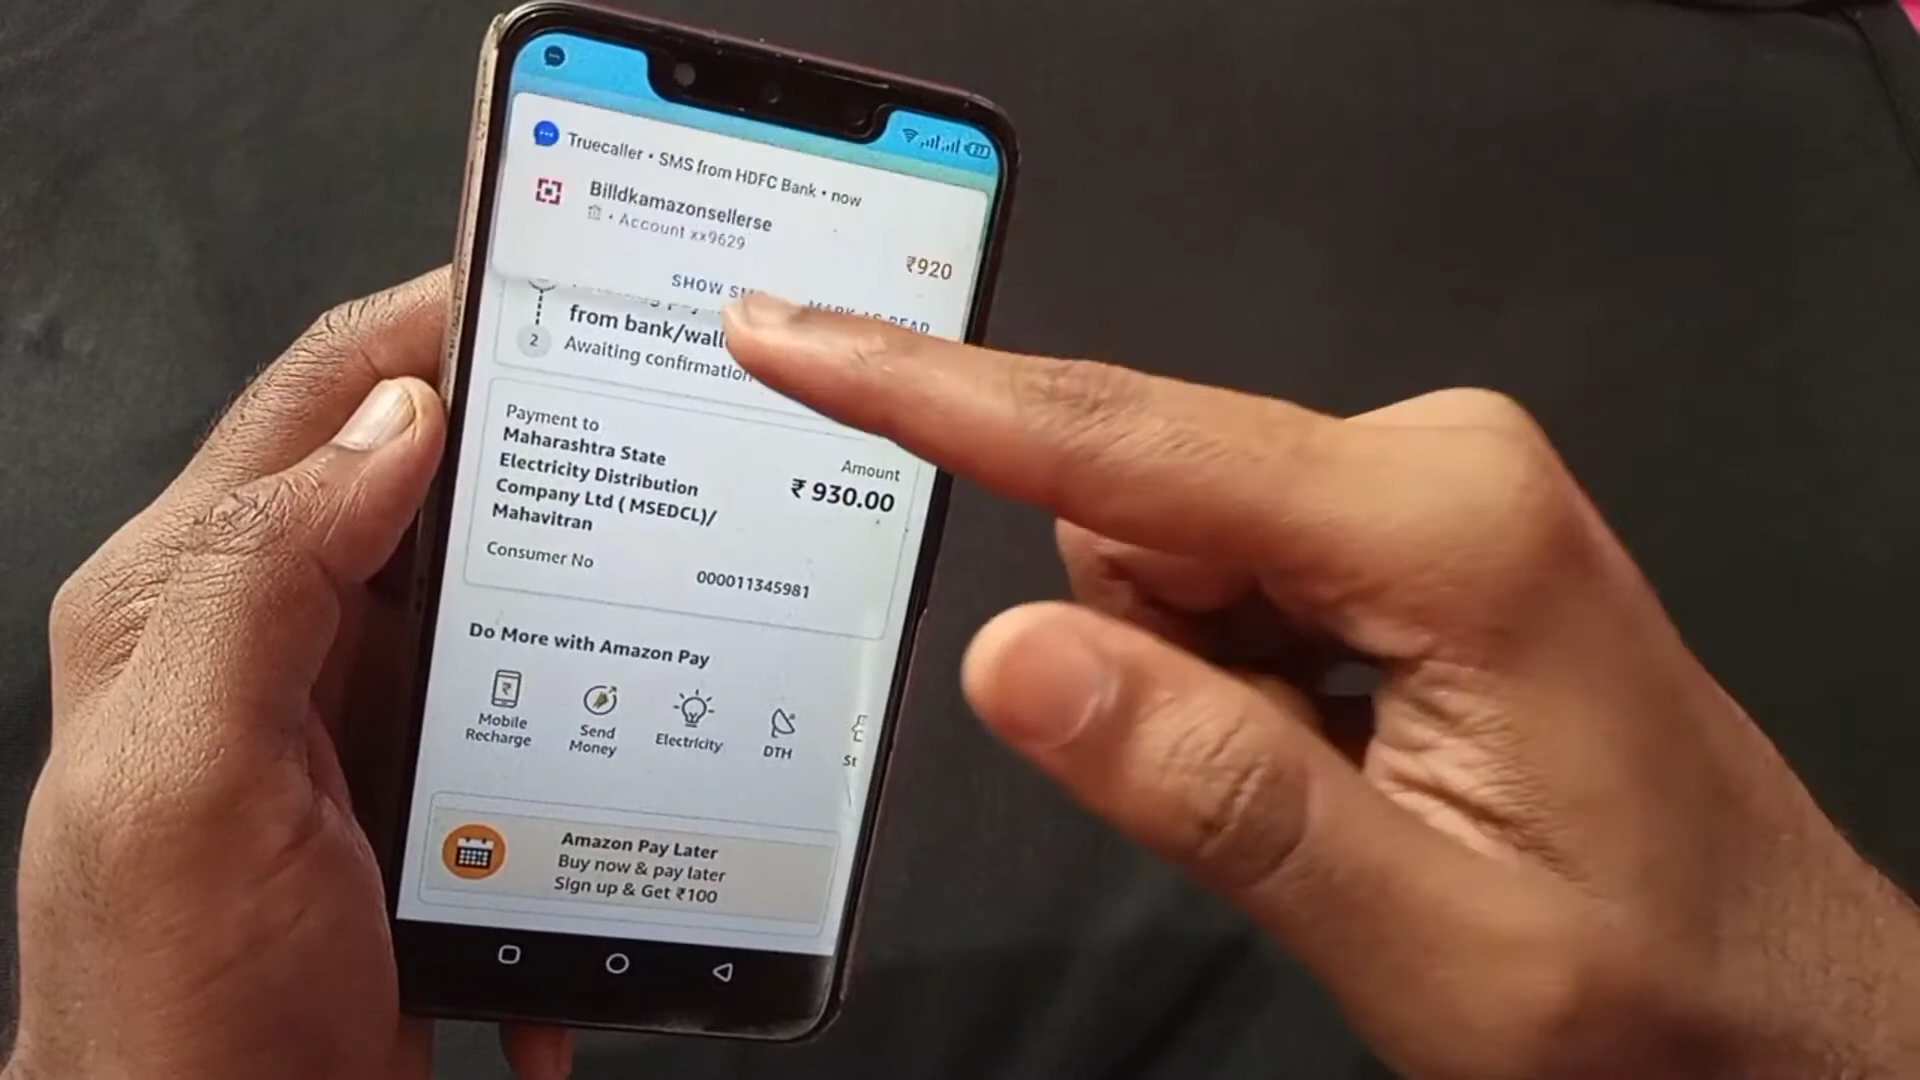 27
Truecaller • SMS from HDFC Bank • now
Billdkamazonsellerse
• Account xx9629
₹920
SHOW
MARK AS READ
from
Awaiting confirmation
2
Payment to
Maharashtra State
Electricity Distribution
Company Ltd ( MSEDCL)/
Mahavitran
Amount
₹ 930.00
Consumer No
000011345981
Do More with Amazon Pay
Mobile
Recharge
Send
Money
Electricity
DTH
St
Amazon Pay Later
Buy now & pay later
Sign up & Get ₹100